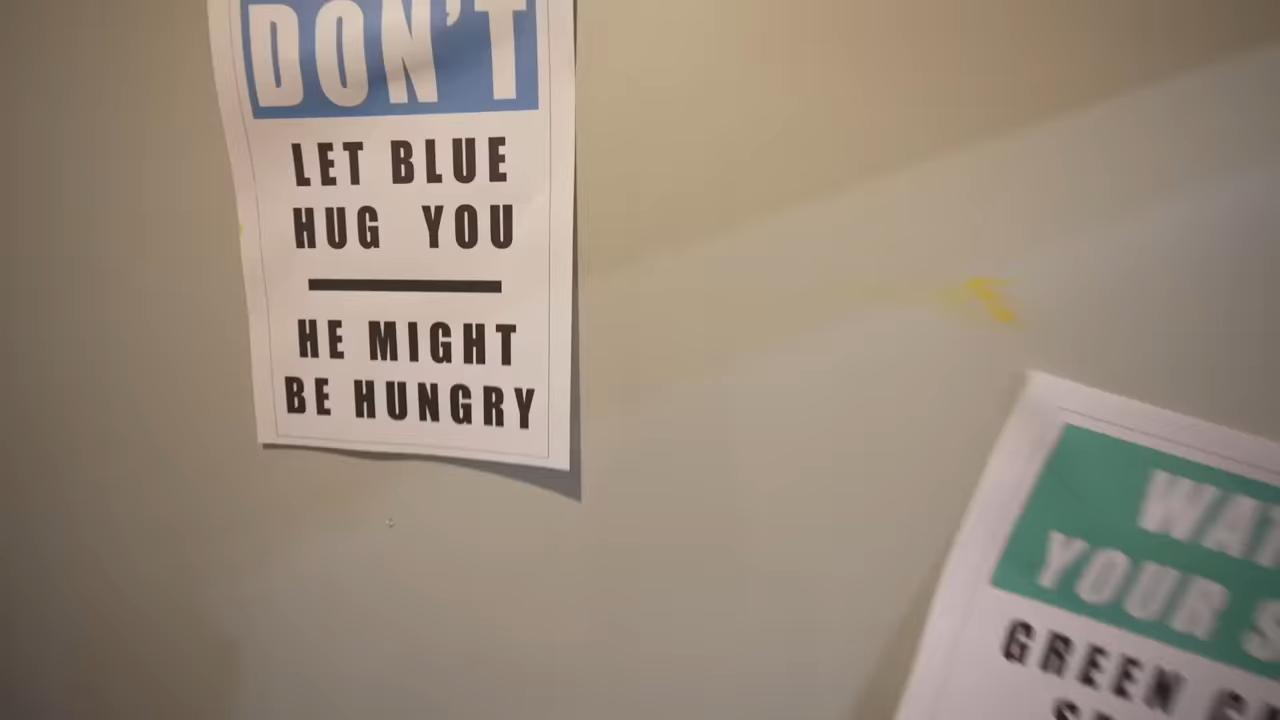 DON'T
LET BLUE
HUG YOU
HE MIGHT
BE HUNGRY
YOUR
GREEN